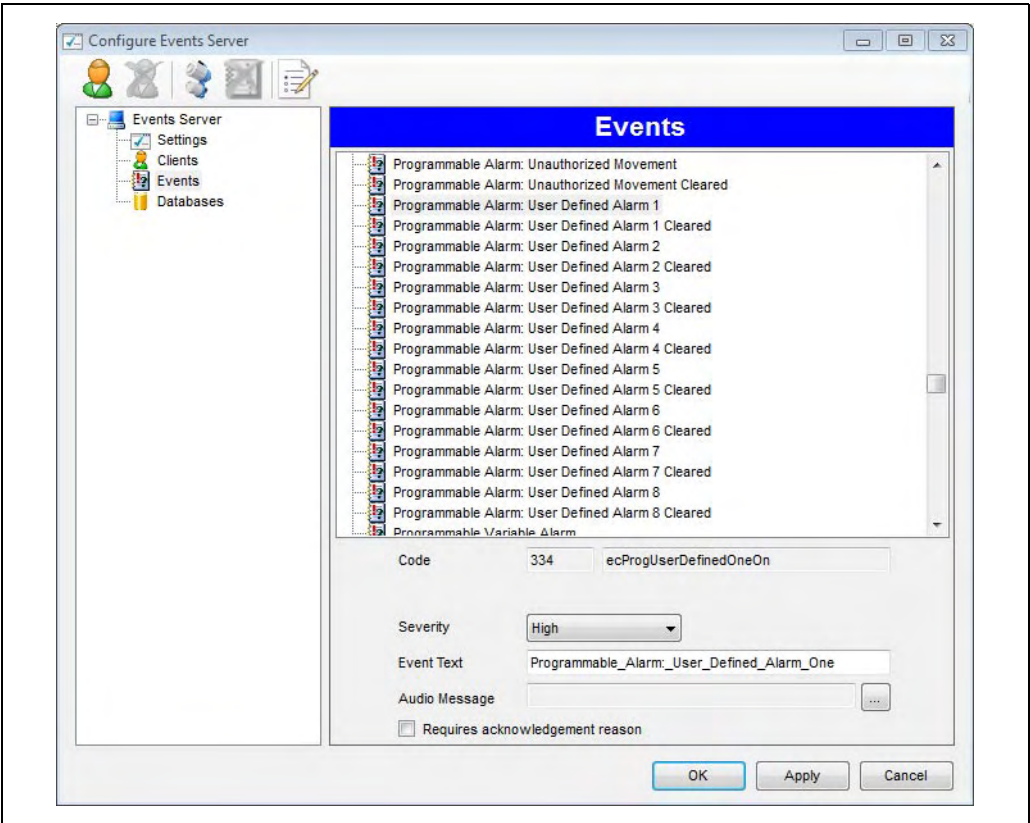 Configure Events Server
Events Server
Settings
Clients
Events
Databases
Events
Programmable Alarm: Unauthorized Movement
Programmable Alarm: Unauthorized Movement Cleared
Programmable Alarm: User Defined Alarm 1
Programmable Alarm: User Defined Alarm 1 Cleared
Programmable Alarm: User Defined Alarm 2
Programmable Alarm: User Defined Alarm 2 Cleared
Programmable Alarm: User Defined Alarm 3
Programmable Alarm: User Defined Alarm 3 Cleared
Programmable Alarm: User Defined Alarm 4
Programmable Alarm: User Defined Alarm 4 Cleared
Programmable Alarm: User Defined Alarm 5
Programmable Alarm: User Defined Alarm 5 Cleared
Programmable Alarm: User Defined Alarm 6
Programmable Alarm: User Defined Alarm 6 Cleared
Programmable Alarm: User Defined Alarm 7
Programmable Alarm: User Defined Alarm 7 Cleared
Programmable Alarm: User Defined Alarm 8
Programmable Alarm: User Defined Alarm 8 Cleared
Programmable Variable Alarm
Code 334 ecProgUserDefinedOneOn
Severity High
Event Text Programmable_Alarm:_User_Defined_Alarm_One
Audio Message ...
Requires acknowledgement reason
OK Apply Cancel